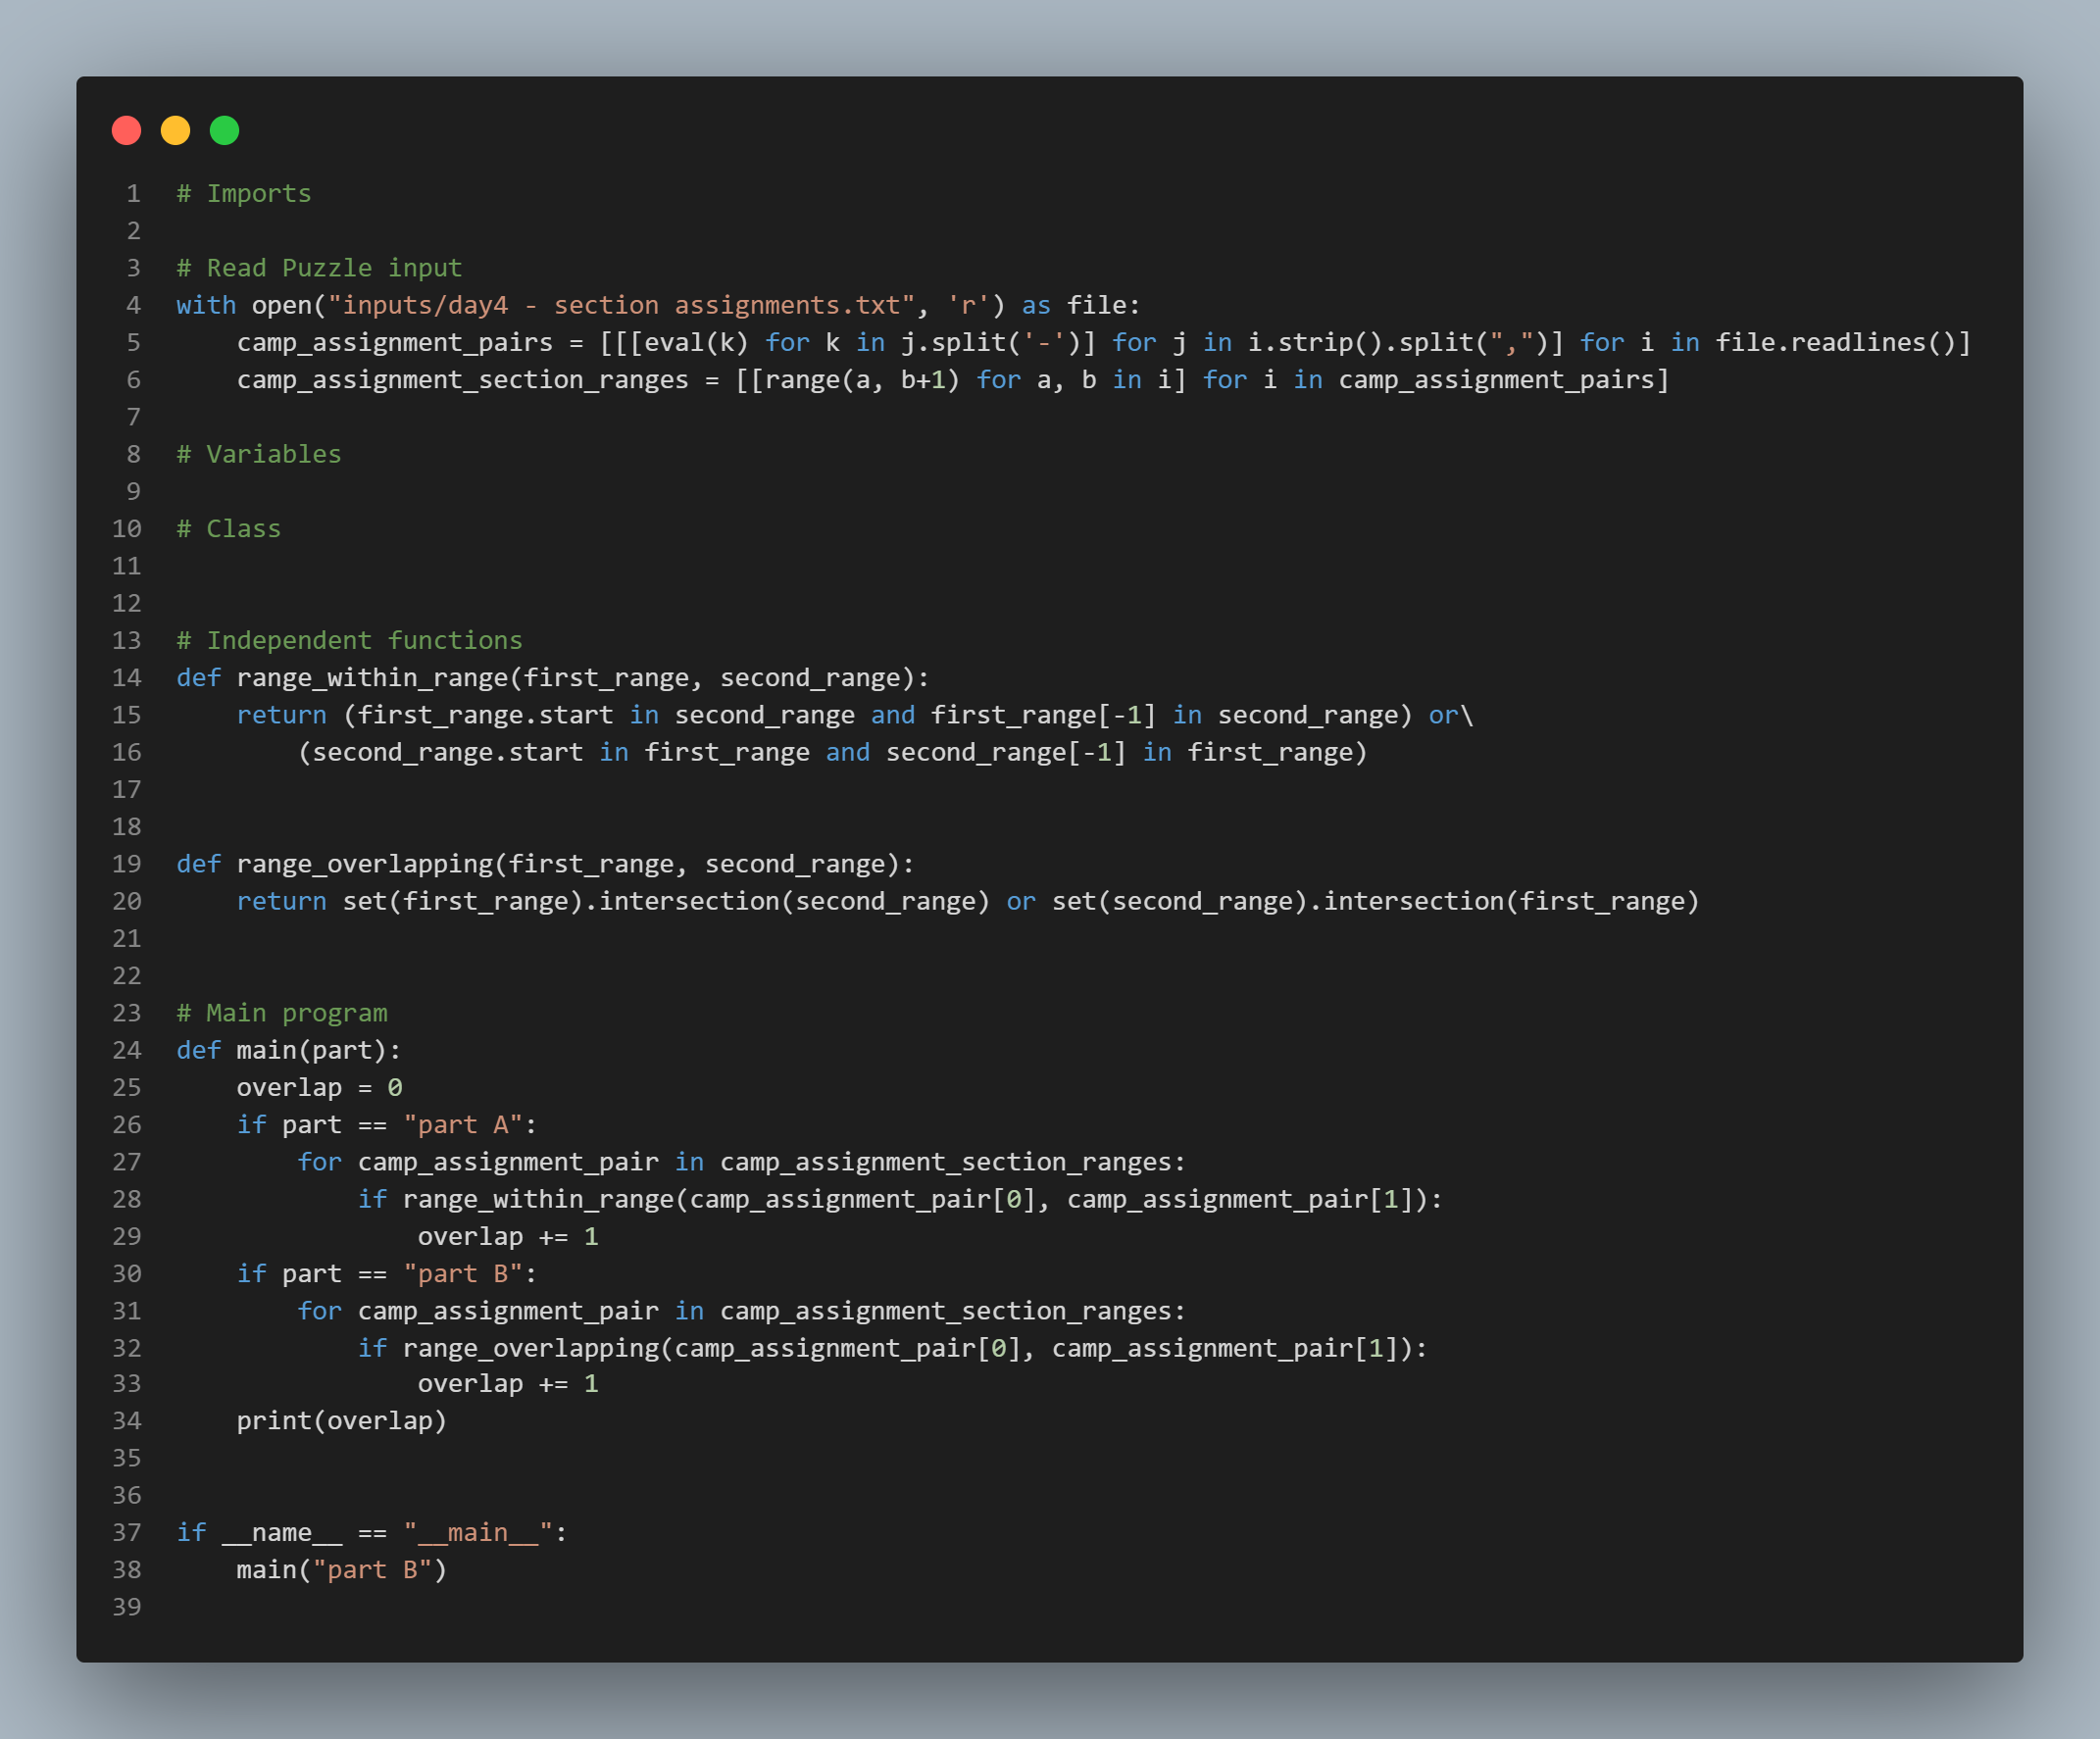 1 # Imports
2
3 # Read Puzzle input
4 with open("inputs/day4 - section assignments.txt", 'r') as file:
5     camp_assignment_pairs = [[[eval(k) for k in j.split('-')] for j in i.strip().split(",")] for i in file.readlines()]
6     camp_assignment_section_ranges = [[range(a, b+1) for a, b in i] for i in camp_assignment_pairs]
7
8 # Variables
9
10 # Class
11
12
13 # Independent functions
14 def range_within_range(first_range, second_range):
15     return (first_range.start in second_range and first_range[-1] in second_range) or\
16         (second_range.start in first_range and second_range[-1] in first_range)
17
18
19 def range_overlapping(first_range, second_range):
20     return set(first_range).intersection(second_range) or set(second_range).intersection(first_range)
21
22
23 # Main program
24 def main(part):
25     overlap = 0
26     if part == "part A":
27         for camp_assignment_pair in camp_assignment_section_ranges:
28             if range_within_range(camp_assignment_pair[0], camp_assignment_pair[1]):
29                 overlap += 1
30     if part == "part B":
31         for camp_assignment_pair in camp_assignment_section_ranges:
32             if range_overlapping(camp_assignment_pair[0], camp_assignment_pair[1]):
33                 overlap += 1
34     print(overlap)
35
36
37 if __name__ == "__main__":
38     main("part B")
39